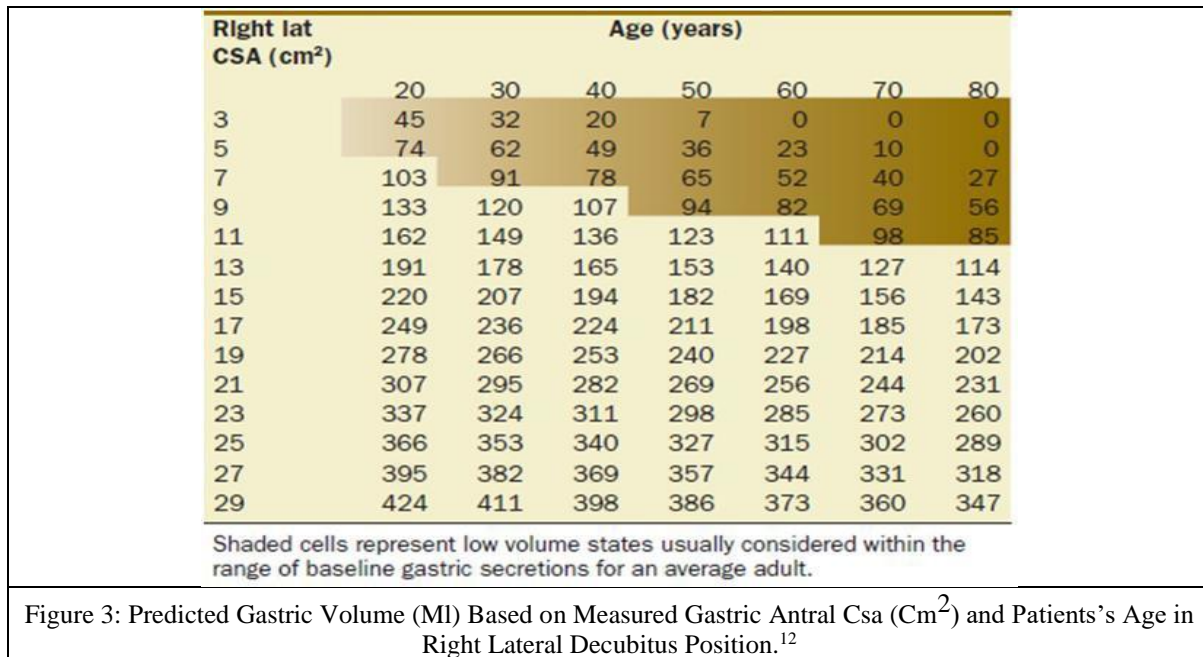 Right lat Age (years)
CSA (cm²)
20 30 40 50 60 70 80
3 45 32 20 7 0 0 0
5 74 62 49 36 23 10 0
7 103 91 78 65 52 40 27
9 133 120 107 94 82 69 56
11 162 149 136 123 111 98 85
13 191 178 165 153 140 127 114
15 220 207 194 182 169 156 143
17 249 236 224 211 198 185 173
19 278 266 253 240 227 214 202
21 307 295 282 269 256 244 231
23 337 324 311 298 285 273 260
25 366 353 340 327 315 302 289
27 395 382 369 357 344 331 318
29 424 411 398 386 373 360 347
Shaded cells represent low volume states usually considered within the
range of baseline gastric secretions for an average adult.
Figure 3: Predicted Gastric Volume (Ml) Based on Measured Gastric Antral Csa (Cm²) and Patients's Age in
Right Lateral Decubitus Position.¹²